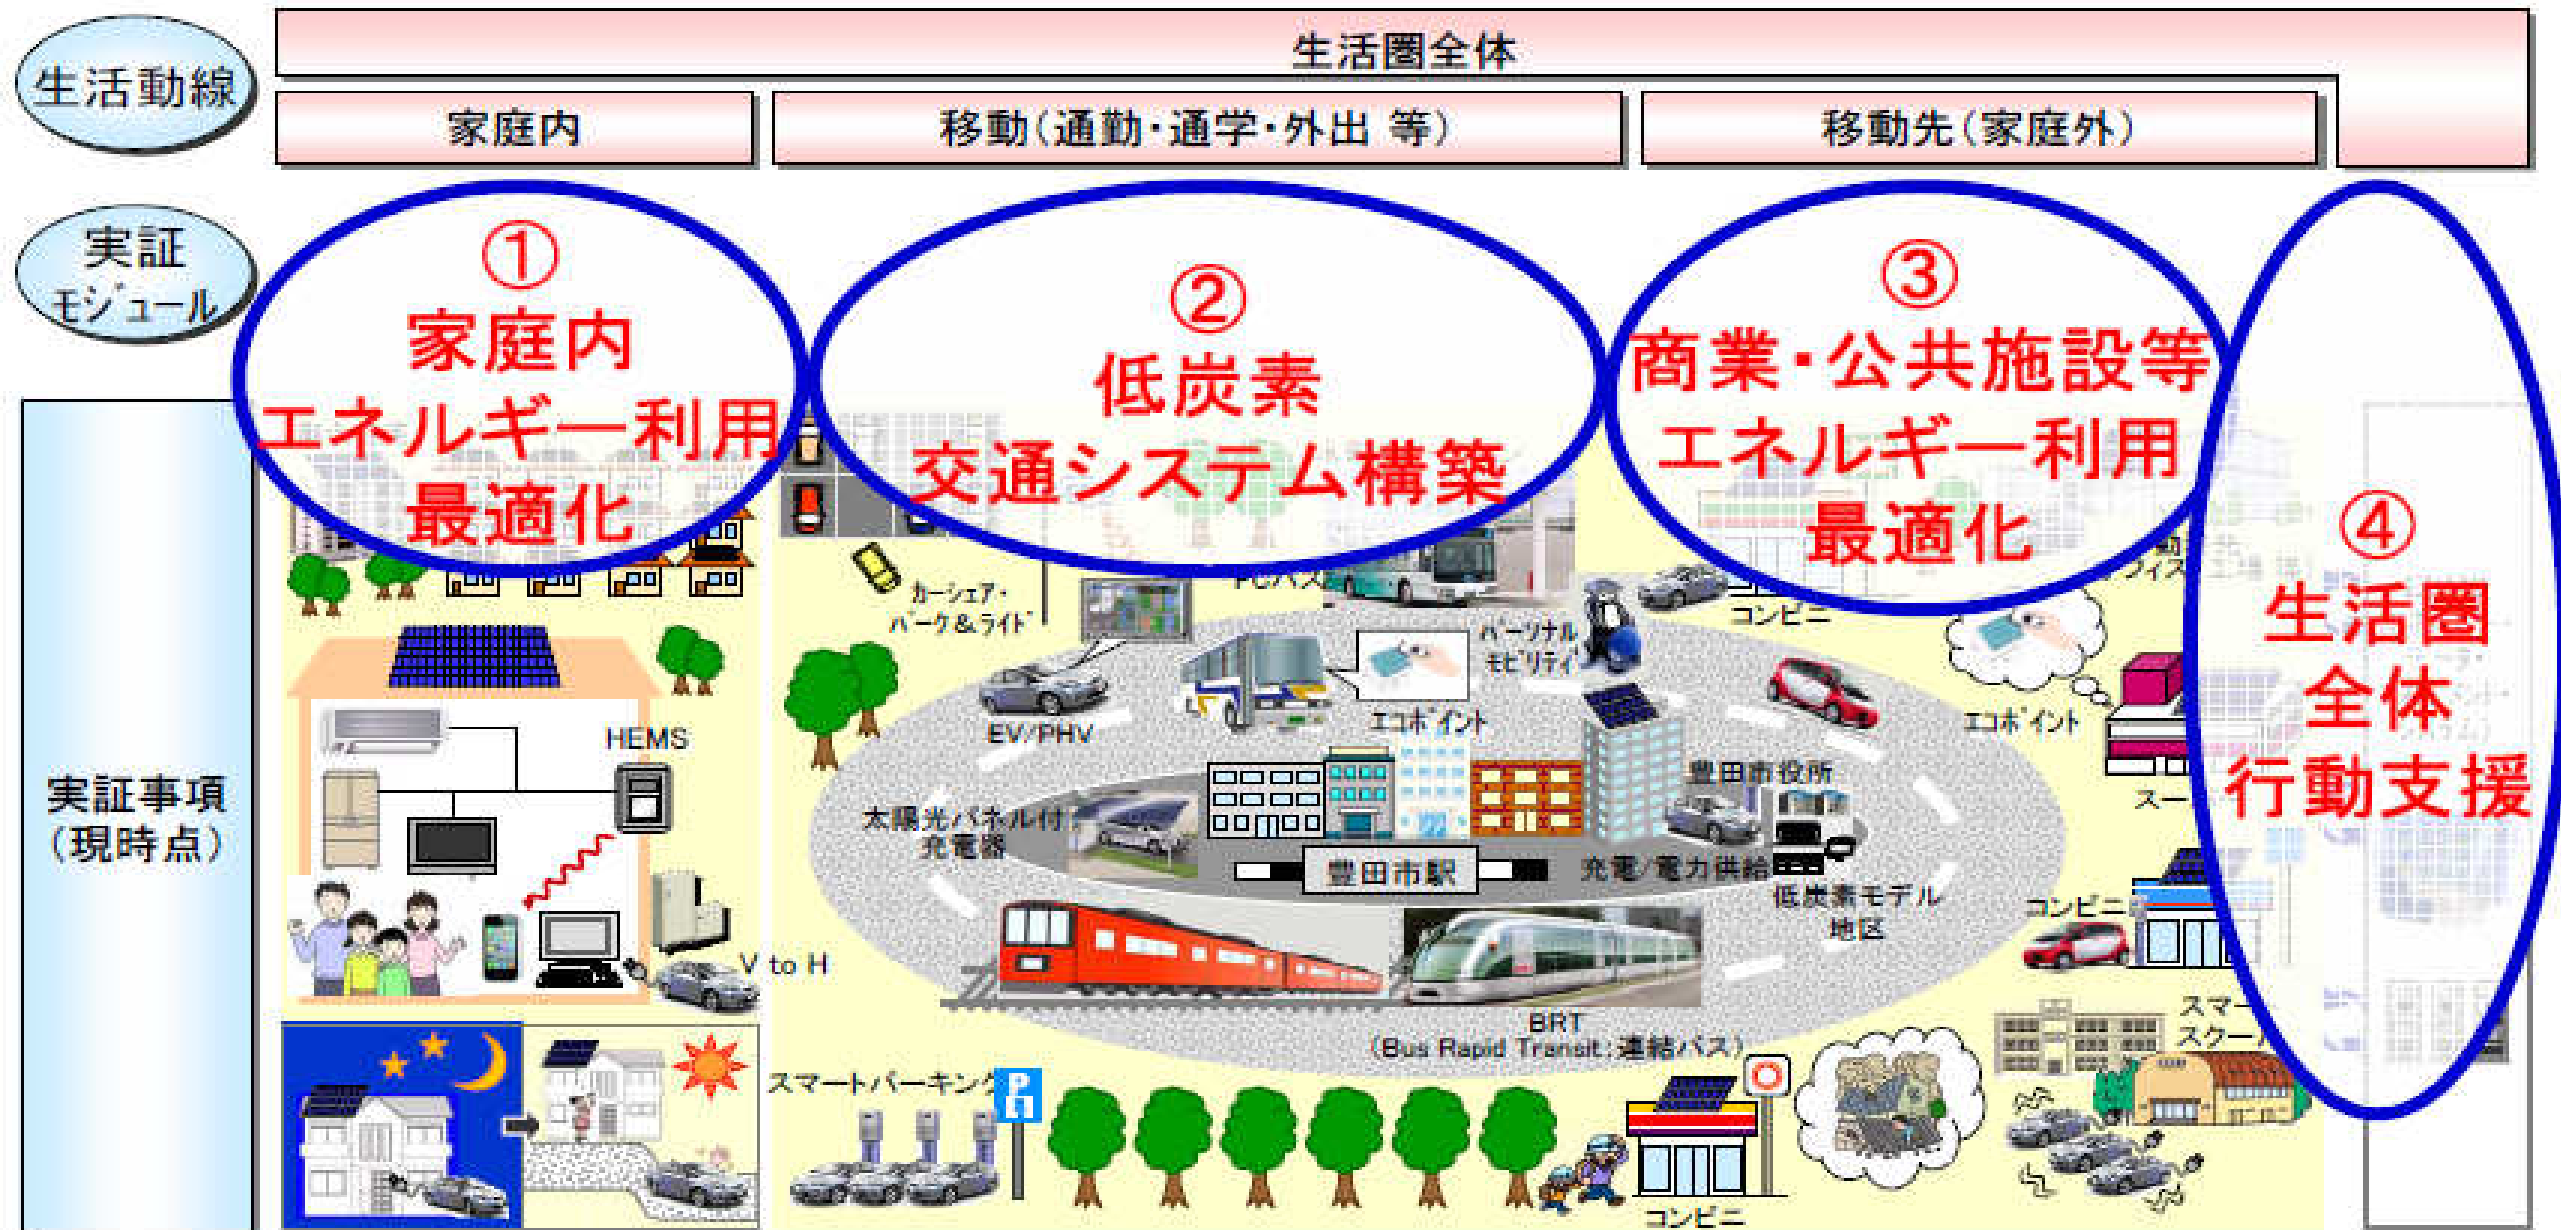 生活動線
生活圏全体
家庭内
移動(通勤・通学・外出 等)
移動先(家庭外)
実証
モジュール
①
家庭内
エネルギー利用
最適化
②
低炭素
交通システム構築
③
商業・公共施設等
エネルギー利用
最適化
④
生活圏
全体
行動支援
実証事項
(現時点)
HEMS
V to H
カーシェア・
パーク&ライド
EV/PHV
エコポイント
パーソナル
モビリティ
コンビニ
エコポイント
太陽光パネル付
充電器
豊田市役所
豊田市駅
充電/電力供給
低炭素モデル
地区
コンビニ
BRT
(Bus Rapid Transit:連結バス)
スマートパーキング
P
コンビニ
スクール